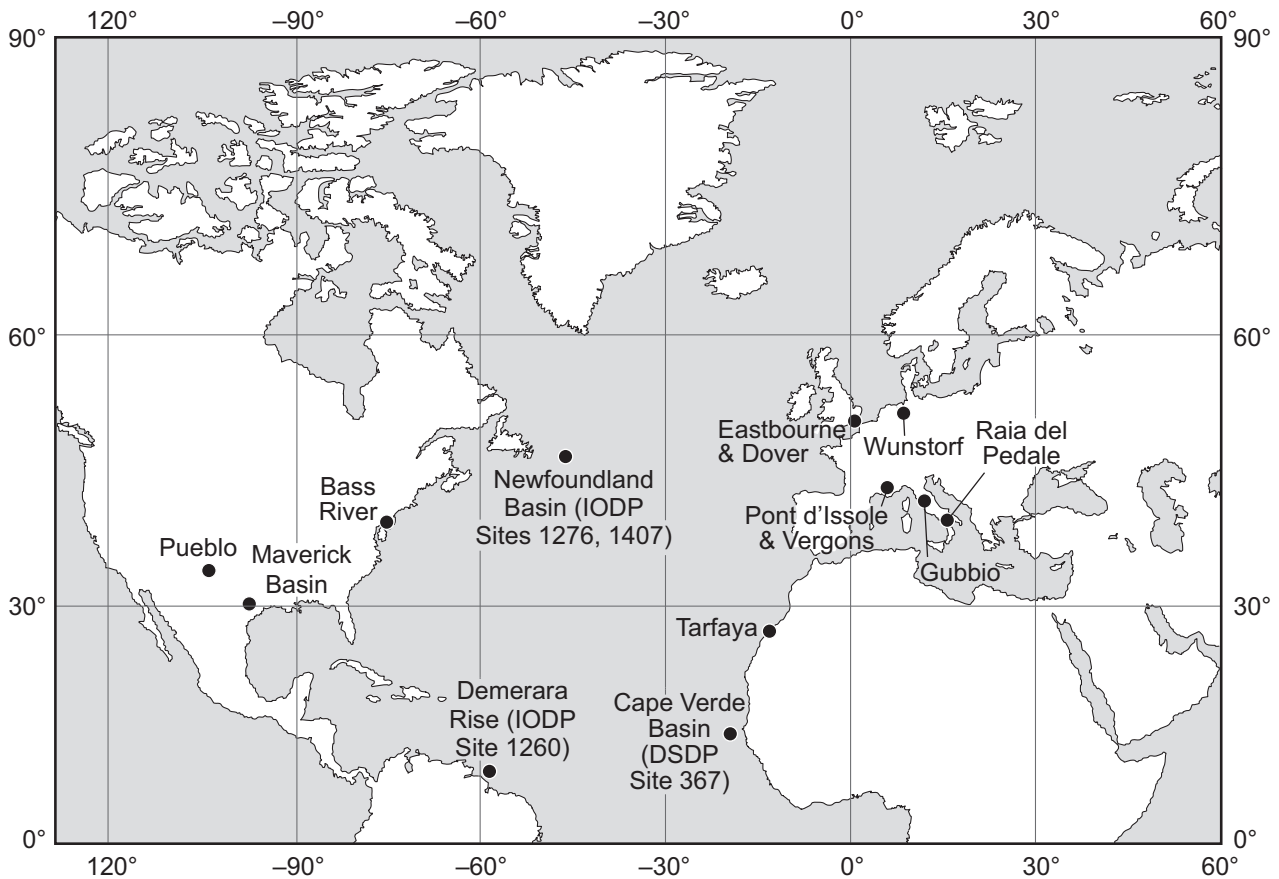 120°
–90°
–60°
–30°
0°
30°
60°
90°
90°
60°
60°
Eastbourne
& Dover
Wunstorf
Raia del
Pedale
Newfoundland
Basin (IODP
Sites 1276, 1407)
Bass
River
Pont d’Issole
& Vergons
Gubbio
Pueblo
Maverick
Basin
30°
30°
Tarfaya
Demerara
Rise (IODP
Site 1260)
Cape Verde
Basin
(DSDP
Site 367)
0°
0°
120°
–90°
–60°
–30°
0°
30°
60°